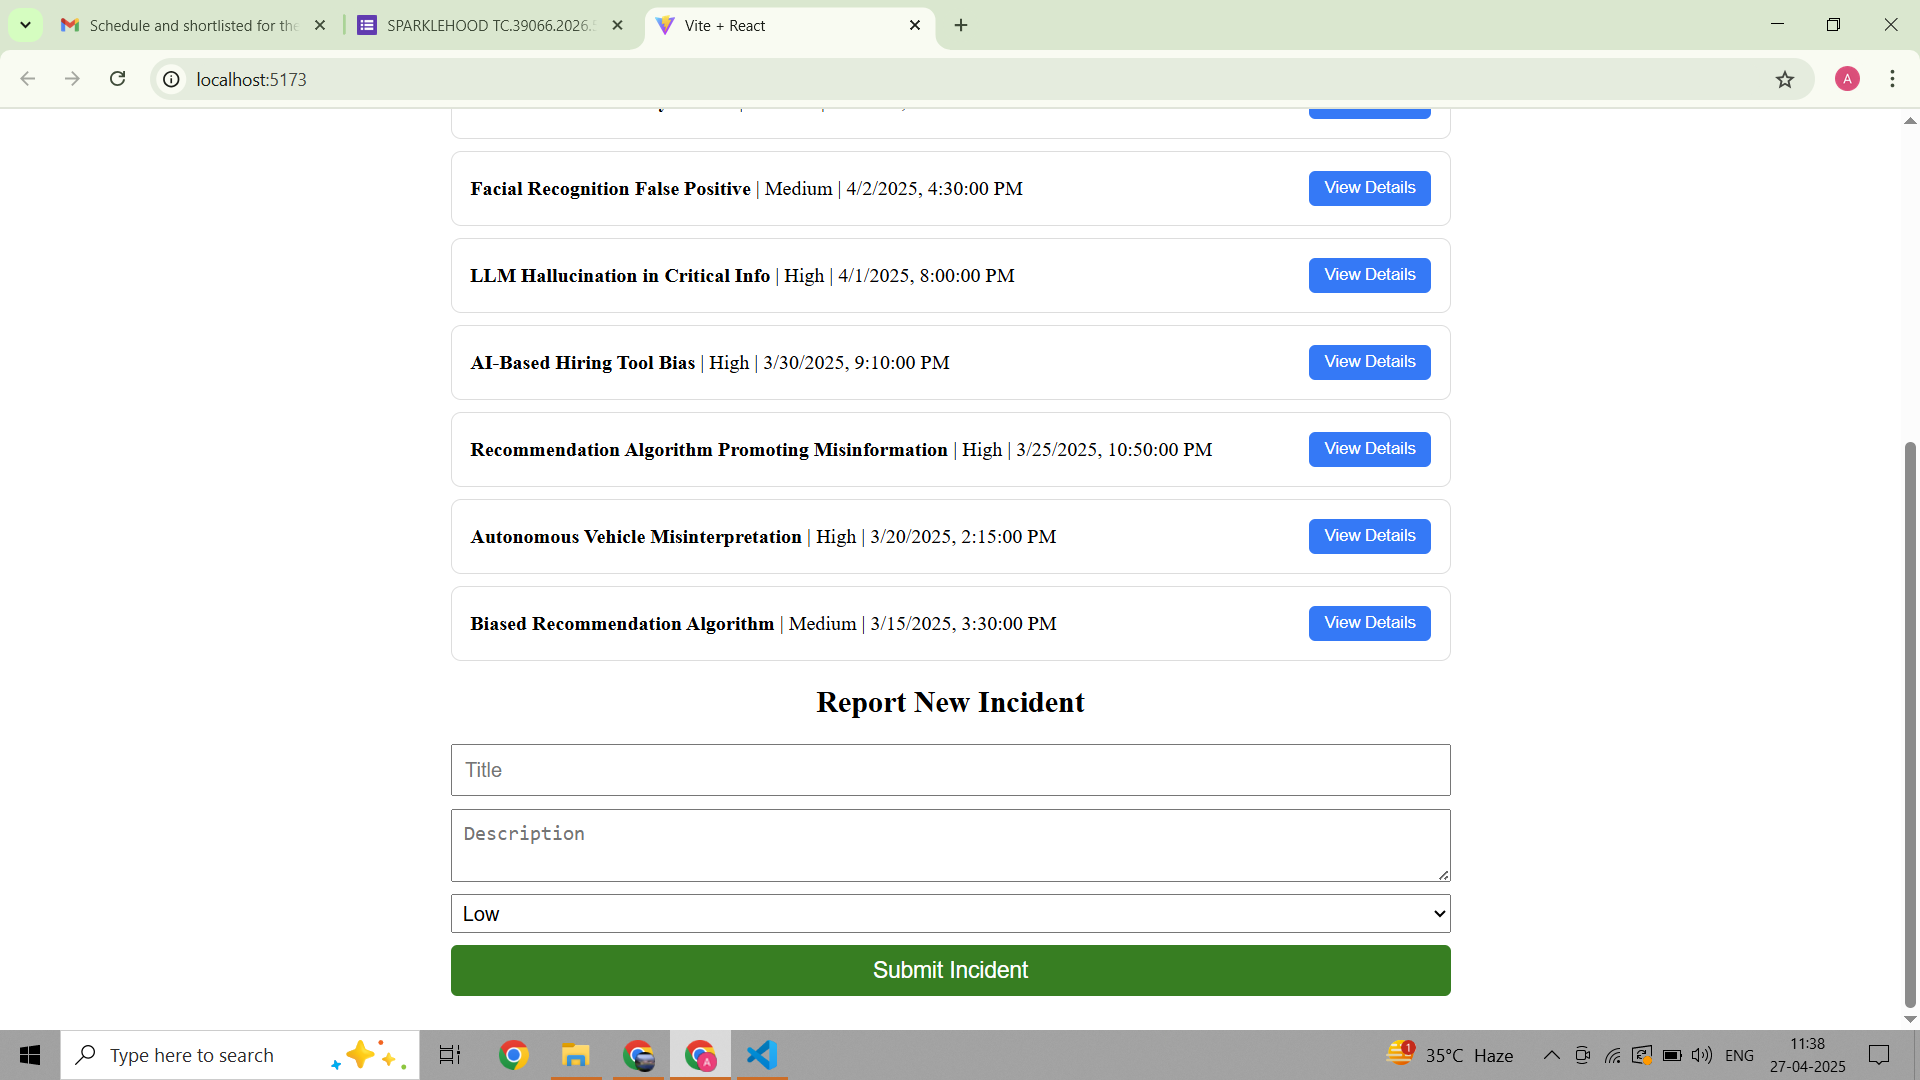 Schedule and shortlisted for the
SPARKLEHOOD TC.39066.2026.
Vite + React
localhost:5173
Facial Recognition False Positive | Medium | 4/2/2025, 4:30:00 PM
View Details
LLM Hallucination in Critical Info | High | 4/1/2025, 8:00:00 PM
View Details
AI-Based Hiring Tool Bias | High | 3/30/2025, 9:10:00 PM
View Details
Recommendation Algorithm Promoting Misinformation | High | 3/25/2025, 10:50:00 PM
View Details
Autonomous Vehicle Misinterpretation | High | 3/20/2025, 2:15:00 PM
View Details
Biased Recommendation Algorithm | Medium | 3/15/2025, 3:30:00 PM
View Details
Report New Incident
Title
Description
Low
Submit Incident
Type here to search
A
A
1
35°C Haze
ENG
11:38
27-04-2025